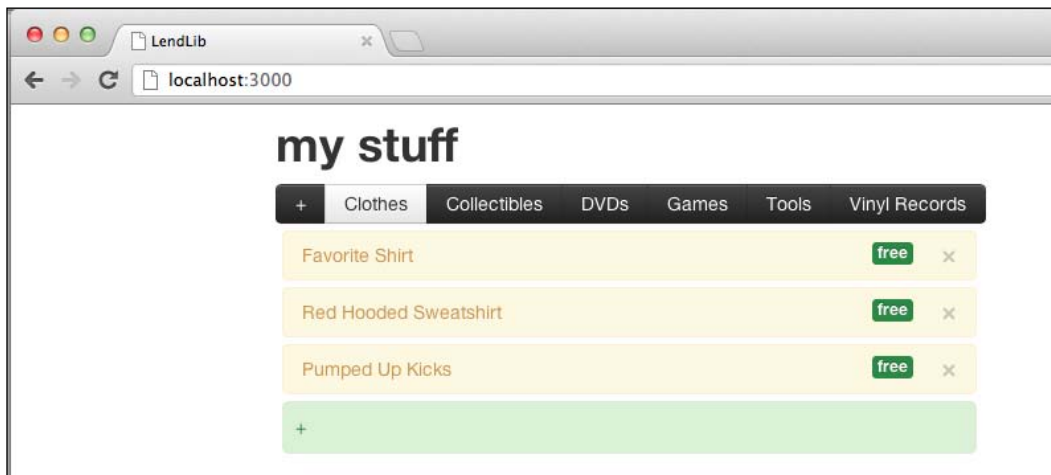 LendLib
localhost:3000
my stuff
+ Clothes Collectibles DVDs Games Tools Vinyl Records
Favorite Shirt free ×
Red Hooded Sweatshirt free ×
Pumped Up Kicks free ×
+